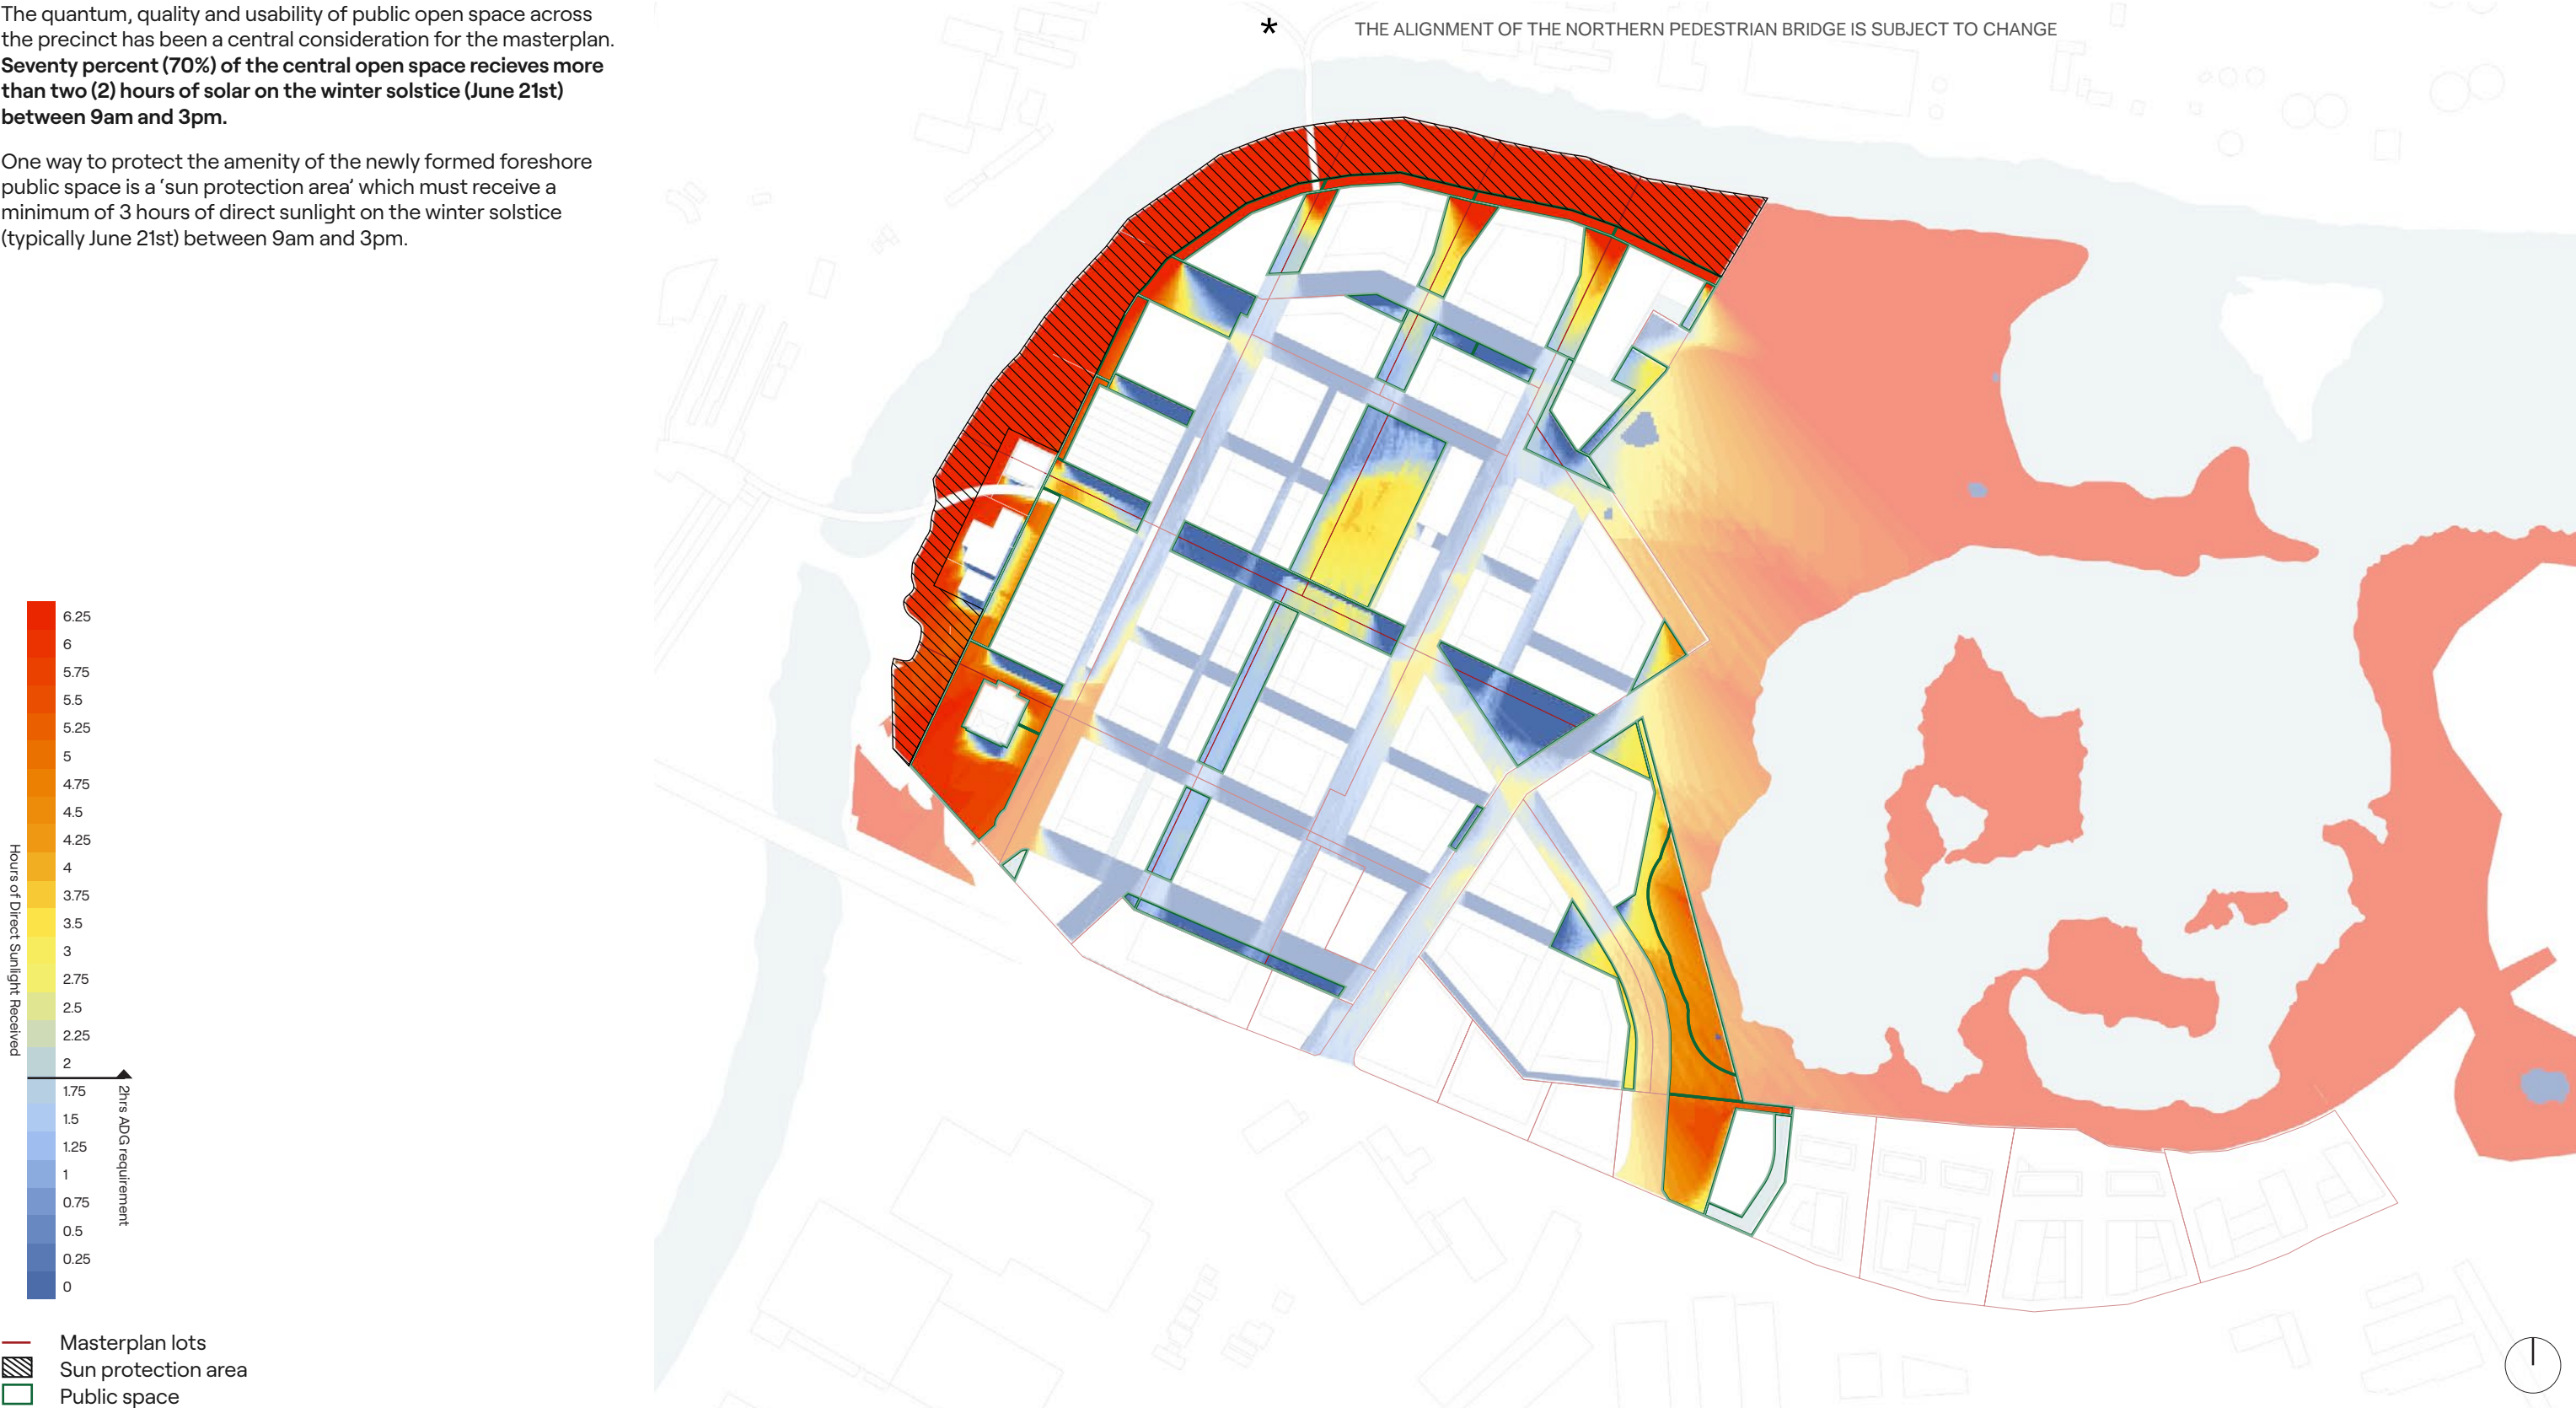 The quantum, quality and usability of public open space across
the precinct has been a central consideration for the masterplan.
Seventy percent (70%) of the central open space recieves more
than two (2) hours of solar on the winter solstice (June 21st)
between 9am and 3pm.
One way to protect the amenity of the newly formed foreshore
public space is a ‘sun protection area’ which must receive a
minimum of 3 hours of direct sunlight on the winter solstice
(typically June 21st) between 9am and 3pm.
* THE ALIGNMENT OF THE NORTHERN PEDESTRIAN BRIDGE IS SUBJECT TO CHANGE
Hours of Direct Sunlight Received
6.25
6
5.75
5.5
5.25
5
4.75
4.5
4.25
4
3.75
3.5
3
2.75
2.5
2.25
2
1.75
1.5
1.25
1
0.75
0.5
0.25
0
2hrs ADG requirement
Masterplan lots
Sun protection area
Public space